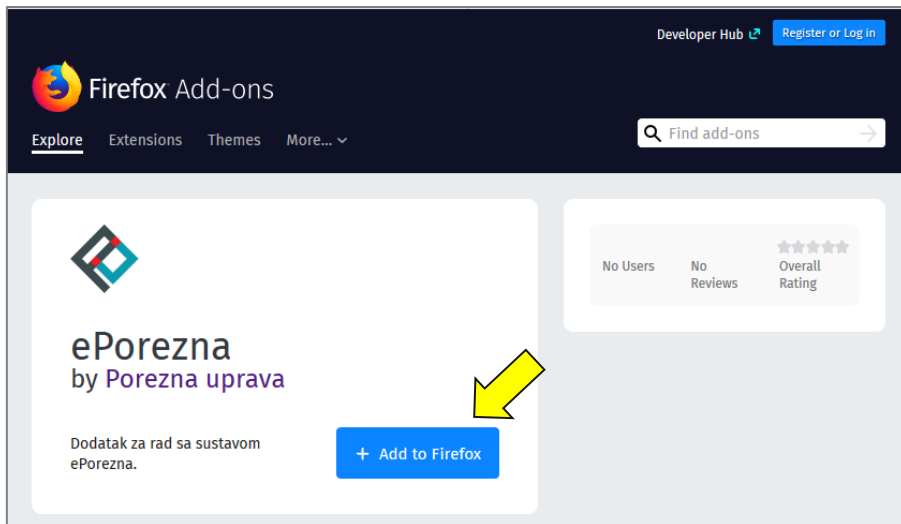 Developer Hub
Register or Log in
Firefox Add-ons
Explore Extensions Themes More...
Find add-ons
ePorezna
by Porezna uprava
Dodatak za rad sa sustavom
ePorezna.
+ Add to Firefox
No Users
No
Reviews
Overall
Rating